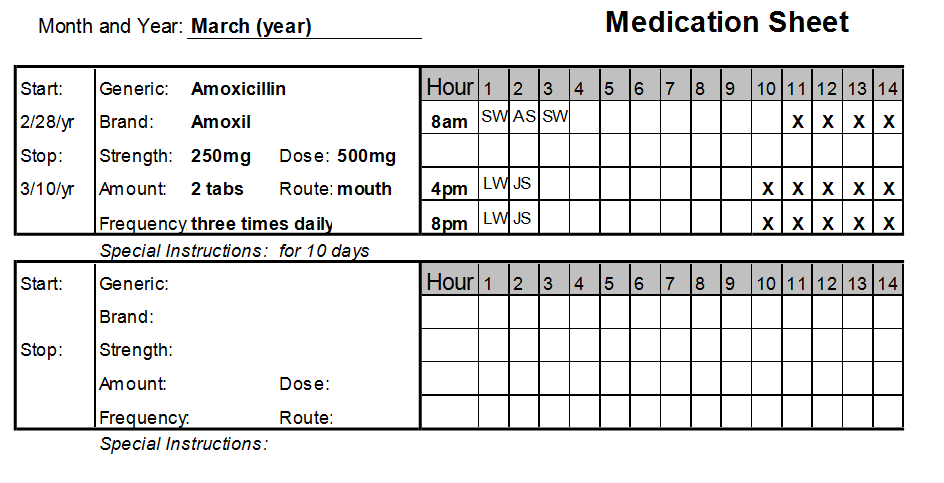 Month and Year: March (year) Medication Sheet
Start: Generic: Amoxicillin Hour 1 2 3 4 5 6 7 8 9 10 11 12 13 14
2/28/yr Brand: Amoxil 8am SW AS SW X X X X
Stop: Strength: 250mg Dose: 500mg
3/10/yr Amount: 2 tabs Route: mouth 4pm LW JS X X X X X
Frequency three times daily 8pm LW JS X X X X X
Special Instructions: for 10 days
Start: Generic: Hour 1 2 3 4 5 6 7 8 9 10 11 12 13 14
Brand:
Stop: Strength:
Amount: Dose:
Frequency: Route:
Special Instructions: